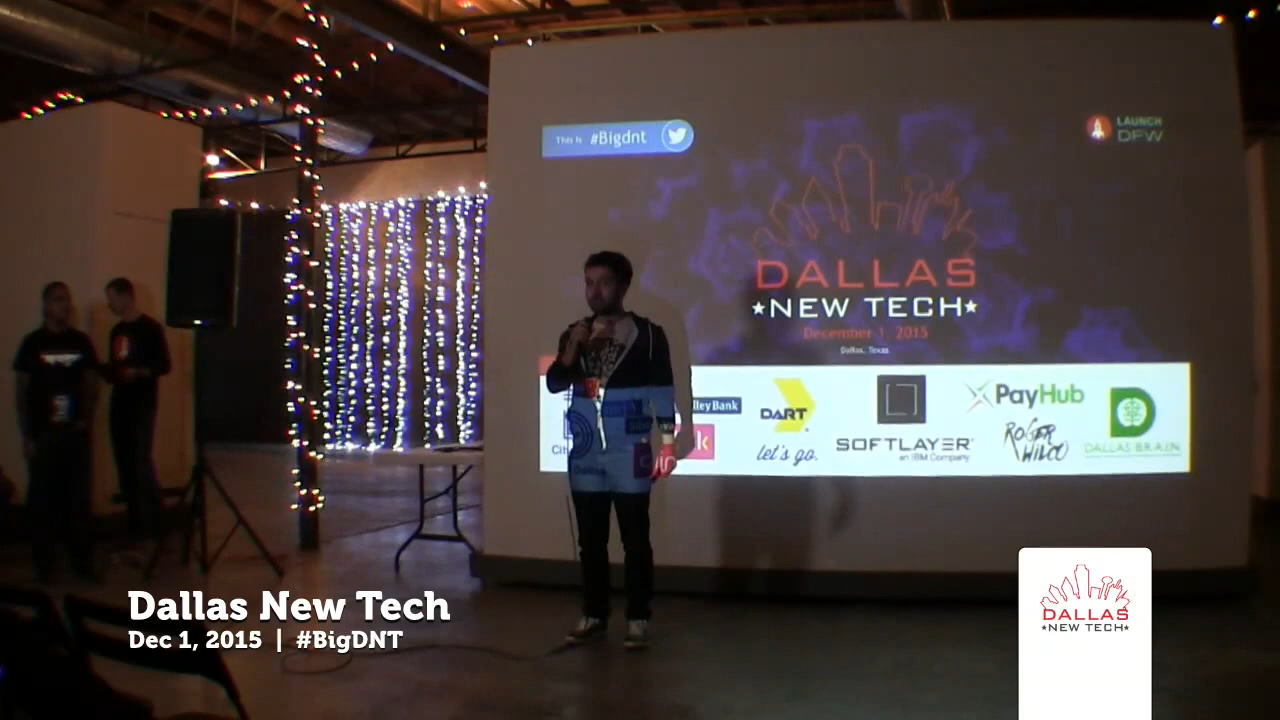 This is #Bigdnt
LAUNCH
DFW
DALLAS
★NEW TECH★
December 1, 2015
Dallas, Texas
DART
let's go.
SOFTLAYER
an IBM Company
PayHub
ROGER
WILCO
DALLAS BRAIN
Dallas New Tech
Dec 1, 2015 | #BigDNT
DALLAS
★NEW TECH★